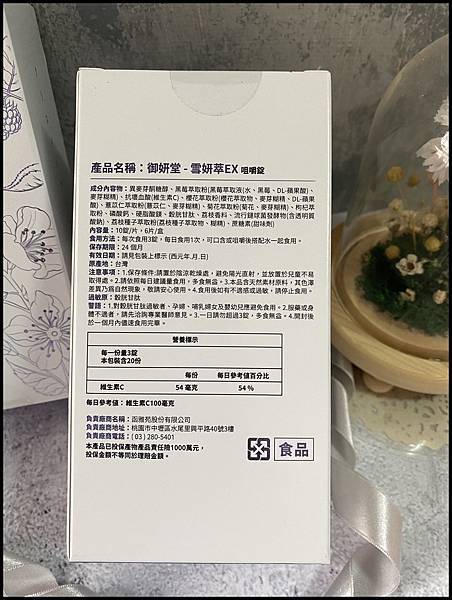 產品名稱：御妍堂 - 雪妍萃EX 咀嚼錠
成分內容物：異麥芽酮糖醇、黑莓萃取粉(黑莓萃取液(水、黑莓、DL-蘋果酸)、
麥芽糊精)、抗壞血酸(維生素C)、櫻花萃取粉(櫻花萃取物、麥芽糊精、DL-蘋果
酸)、薏苡仁萃取粉(薏苡仁、麥芽糊精)、菊花萃取粉(菊花、麥芽糊精)、枸杞萃
取粉、磷酸鈣、硬脂酸鎂、穀胱甘肽、荔枝香料、流行鏈球菌發酵物(含透明質
酸鈉)、荔枝種子萃取粉(荔枝種子萃取物、糊精)、蔗糖素(甜味劑)
內容量：10錠/片，6片/盒
食用方法：每次食用3錠，每日食用1次，可口含或咀嚼後搭配水一起食用。
保存期限：24 個月
有效日期：請見包裝上標示 (西元年.月.日)
原產地：台灣
注意事項：1.保存條件:請置於陰涼乾燥處，避免陽光直射，並放置於兒童不易
取得處。2.請依照每日建議量食用，多食無益。3.本品含天然素材原料，其色澤
差異乃爲自然現象，敬請安心使用。4.食用後如有不適感或過敏，請停止食用。
過敏原：穀胱甘肽
警語：1.對穀胱甘肽過敏者、孕婦、哺乳婦女及嬰幼兒應避免食用。2.服藥或身
體不適者，請先洽詢專業醫師意見。3.一日請勿超過3錠，多食無益。4.開封後
於一個月內儘速食用完畢。
營養標示
每一份量3錠
本包裝含20份
每份 每日參考值百分比
維生素C 54 毫克 54 %
每日參考值：維生素C100毫克
負責廠商名稱：函雅苑股份有限公司
負責廠商地址：桃園市中壢區水尾里興平路40號3樓
負責廠商電話：( 03 ) 280-5401
本產品已投保產物產品責任險1000萬元，
投保金額不等同於理賠金額。
食品